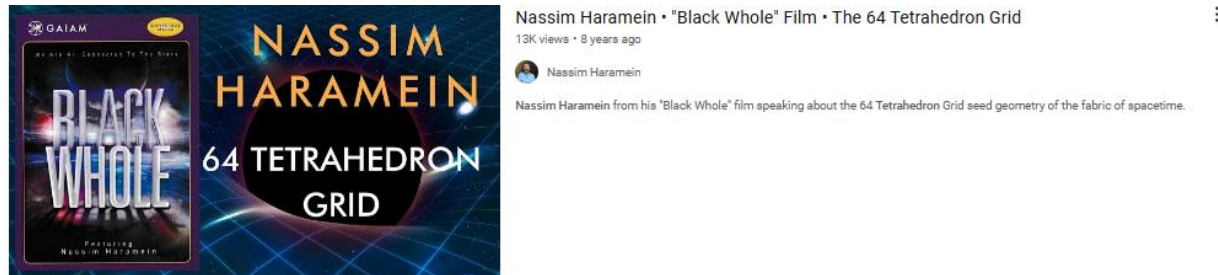 GAIAM
We Are All Connected To The Stars
BLACK
WHOLE
Featuring
Nassim Haramein
NASSIM
HARAMEIN
64 TETRAHEDRON
GRID
Nassim Haramein • "Black Whole" Film • The 64 Tetrahedron Grid
13K views • 8 years ago
Nassim Haramein
Nassim Haramein from his "Black Whole" film speaking about the 64 Tetrahedron Grid seed geometry of the fabric of spacetime.